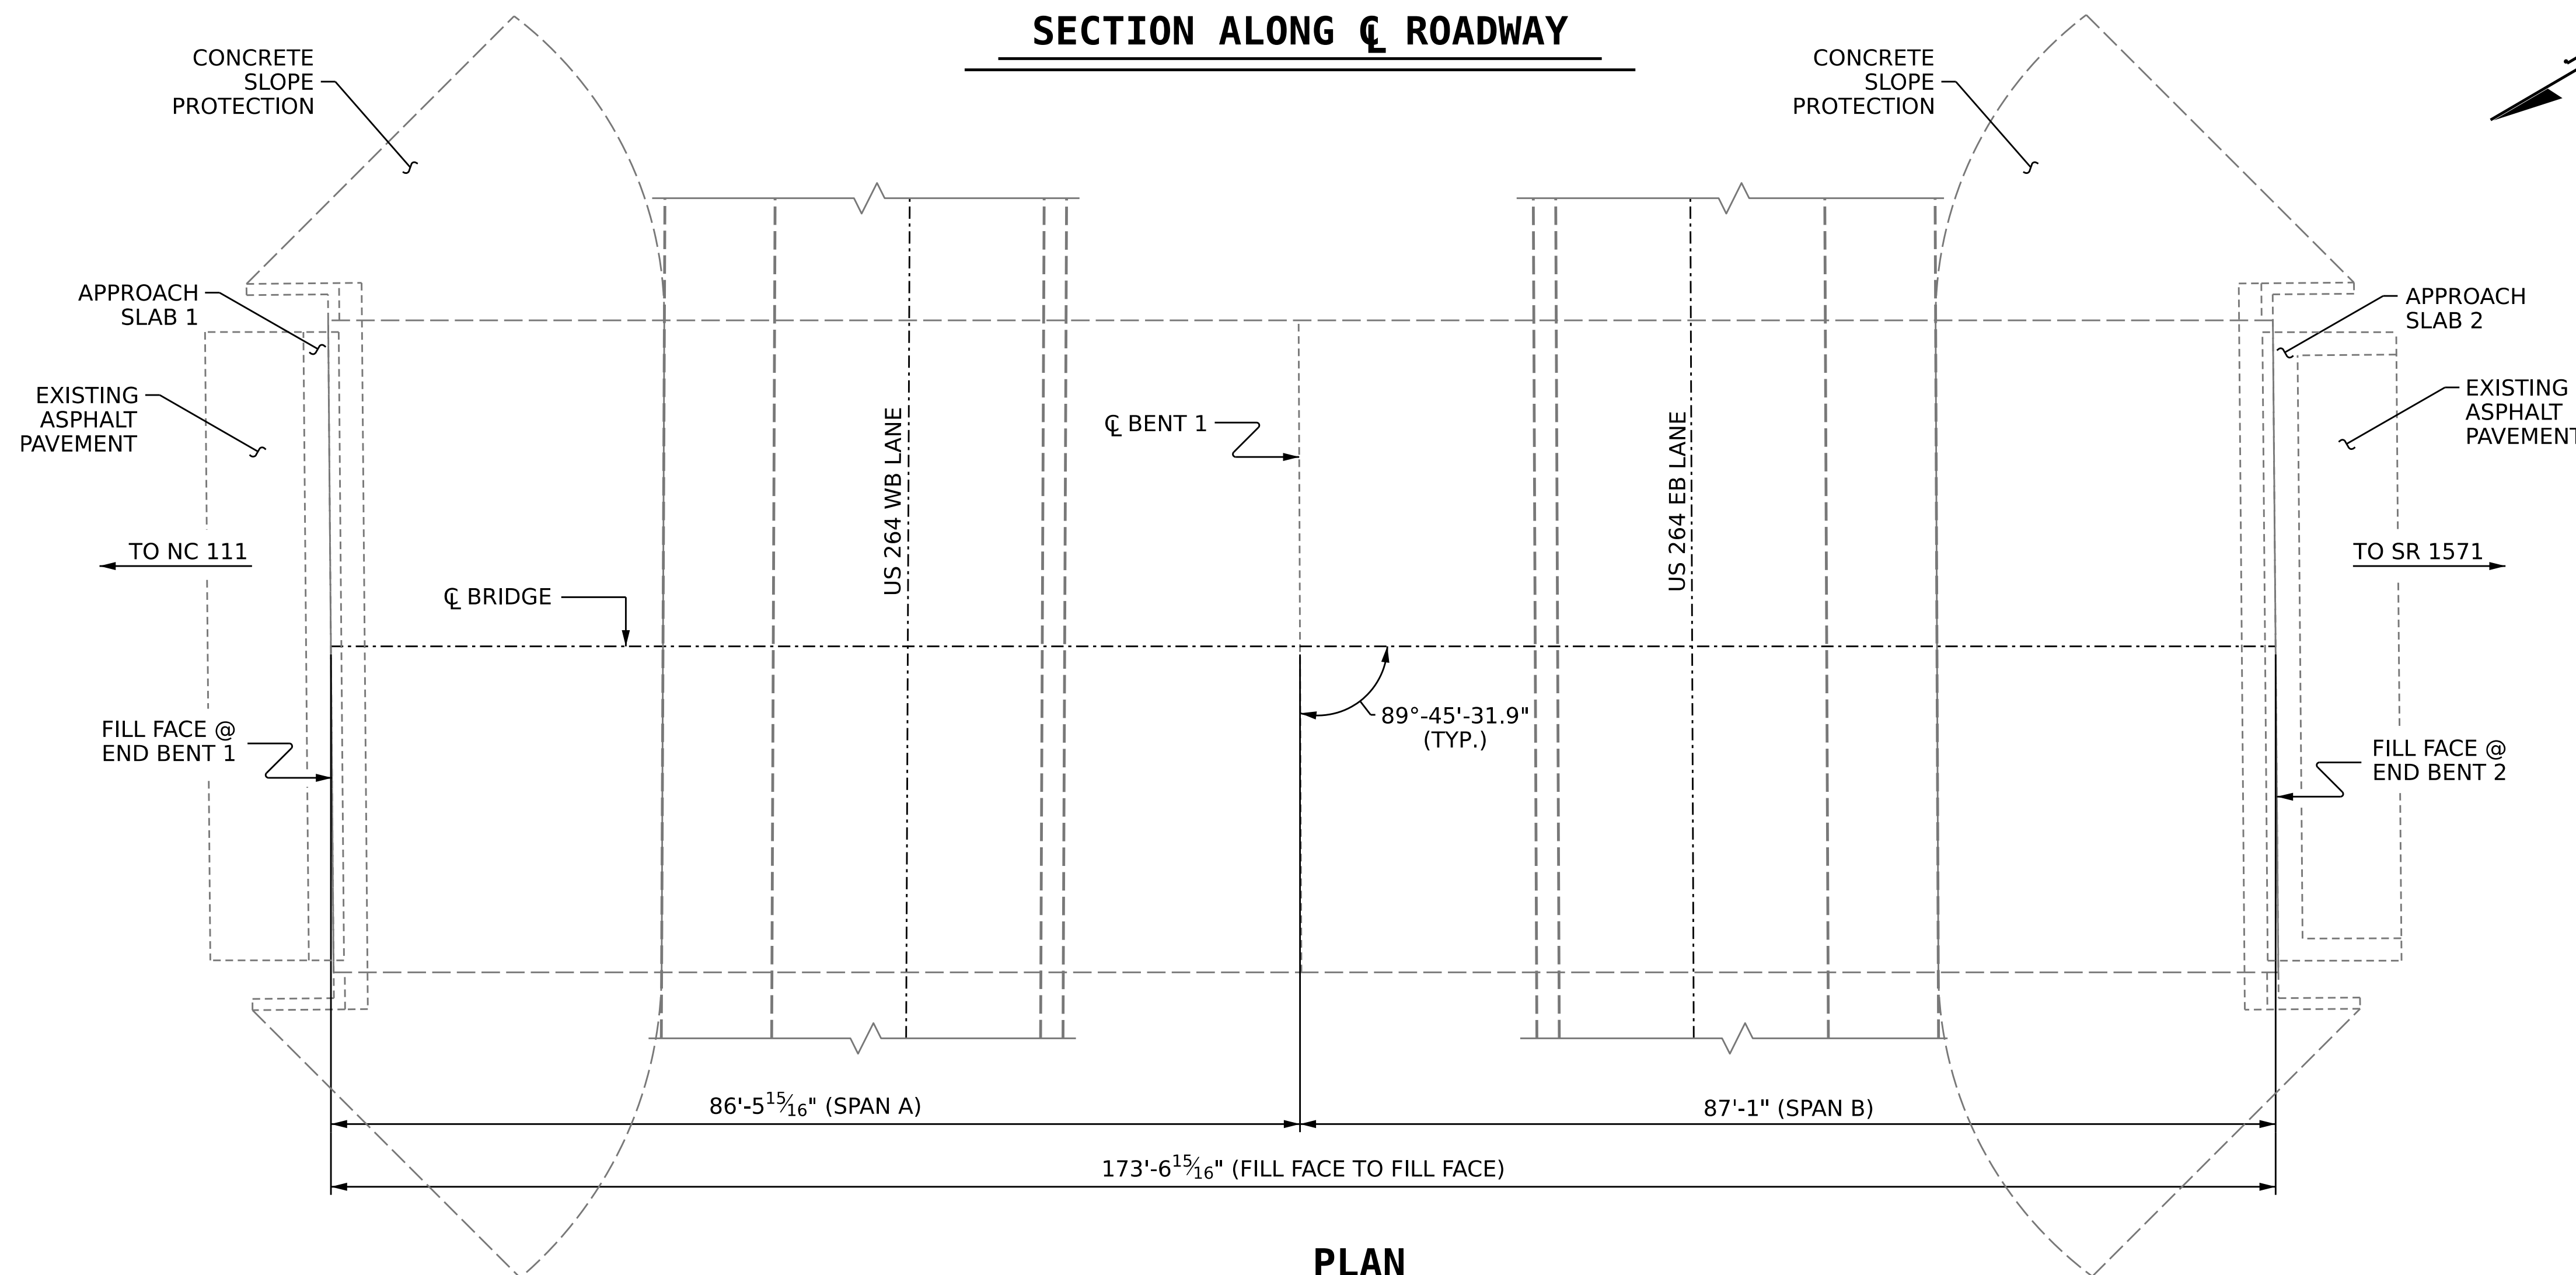 SECTION ALONG ℄ ROADWAY
CONCRETE
SLOPE
PROTECTION
CONCRETE
SLOPE
PROTECTION
APPROACH
SLAB 1
APPROACH
SLAB 2
EXISTING
ASPHALT
PAVEMENT
EXISTING
ASPHALT
PAVEMENT
US 264 WB LANE
℄ BENT 1
US 264 EB LANE
TO NC 111
TO SR 1571
℄ BRIDGE
89°-45'-31.9"
(TYP.)
FILL FACE @
END BENT 1
FILL FACE @
END BENT 2
86'-5 15/16" (SPAN A)
87'-1" (SPAN B)
173'-6 15/16" (FILL FACE TO FILL FACE)
PLAN